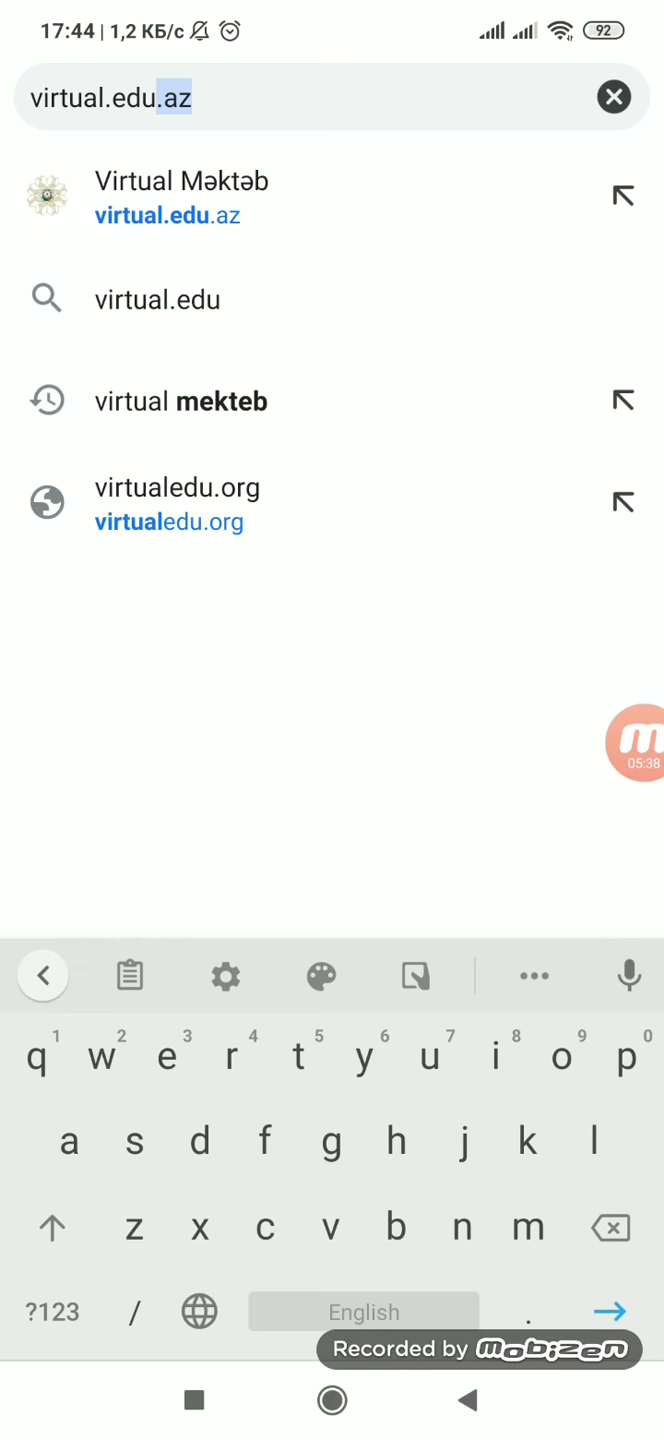 17:44 | 1,2 КБ/с 92
virtual.edu.az
Virtual Məktəb
virtual.edu.az
virtual.edu
virtual mekteb
virtualedu.org
virtualedu.org
m
05:38
1 2 3 4 5 6 7 8 9 0
q w e r t y u i o p
a s d f g h j k l
z x c v b n m
?123 / English .
Recorded by mobizen